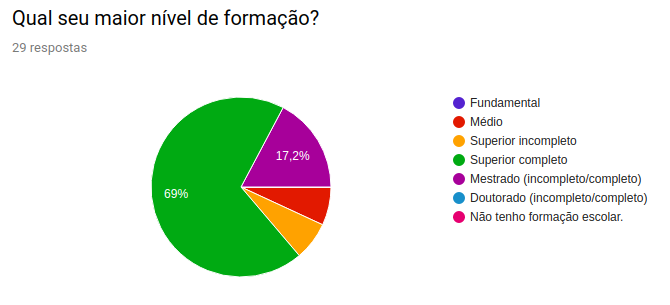 Qual seu maior nível de formação?
29 respostas
Fundamental
Médio
Superior incompleto
Superior completo
Mestrado (incompleto/completo)
Doutorado (incompleto/completo)
Não tenho formação escolar.
17,2%
69%